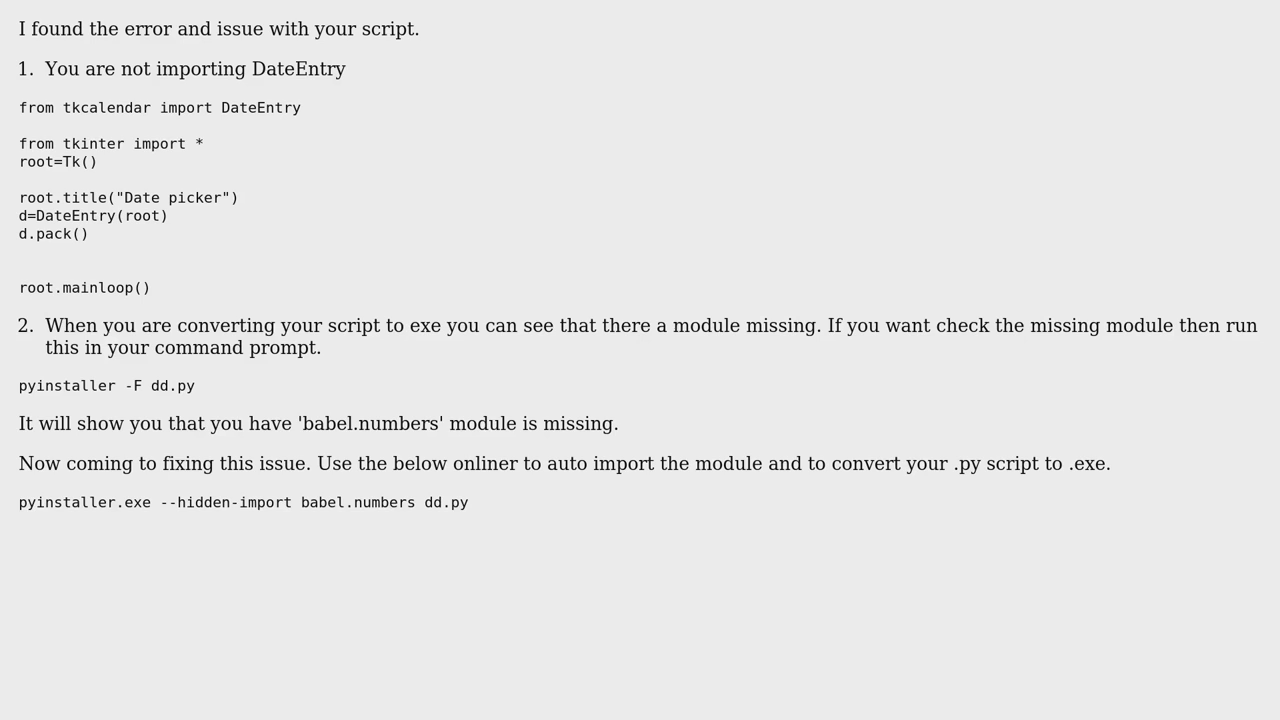 I found the error and issue with your script.
1. You are not importing DateEntry
from tkcalendar import DateEntry
from tkinter import *
root=Tk()
root.title("Date picker")
d=DateEntry(root)
d.pack()
root.mainloop()
2. When you are converting your script to exe you can see that there a module missing. If you want check the missing module then run
this in your command prompt.
pyinstaller -F dd.py
It will show you that you have 'babel.numbers' module is missing.
Now coming to fixing this issue. Use the below onliner to auto import the module and to convert your .py script to .exe.
pyinstaller.exe --hidden-import babel.numbers dd.py